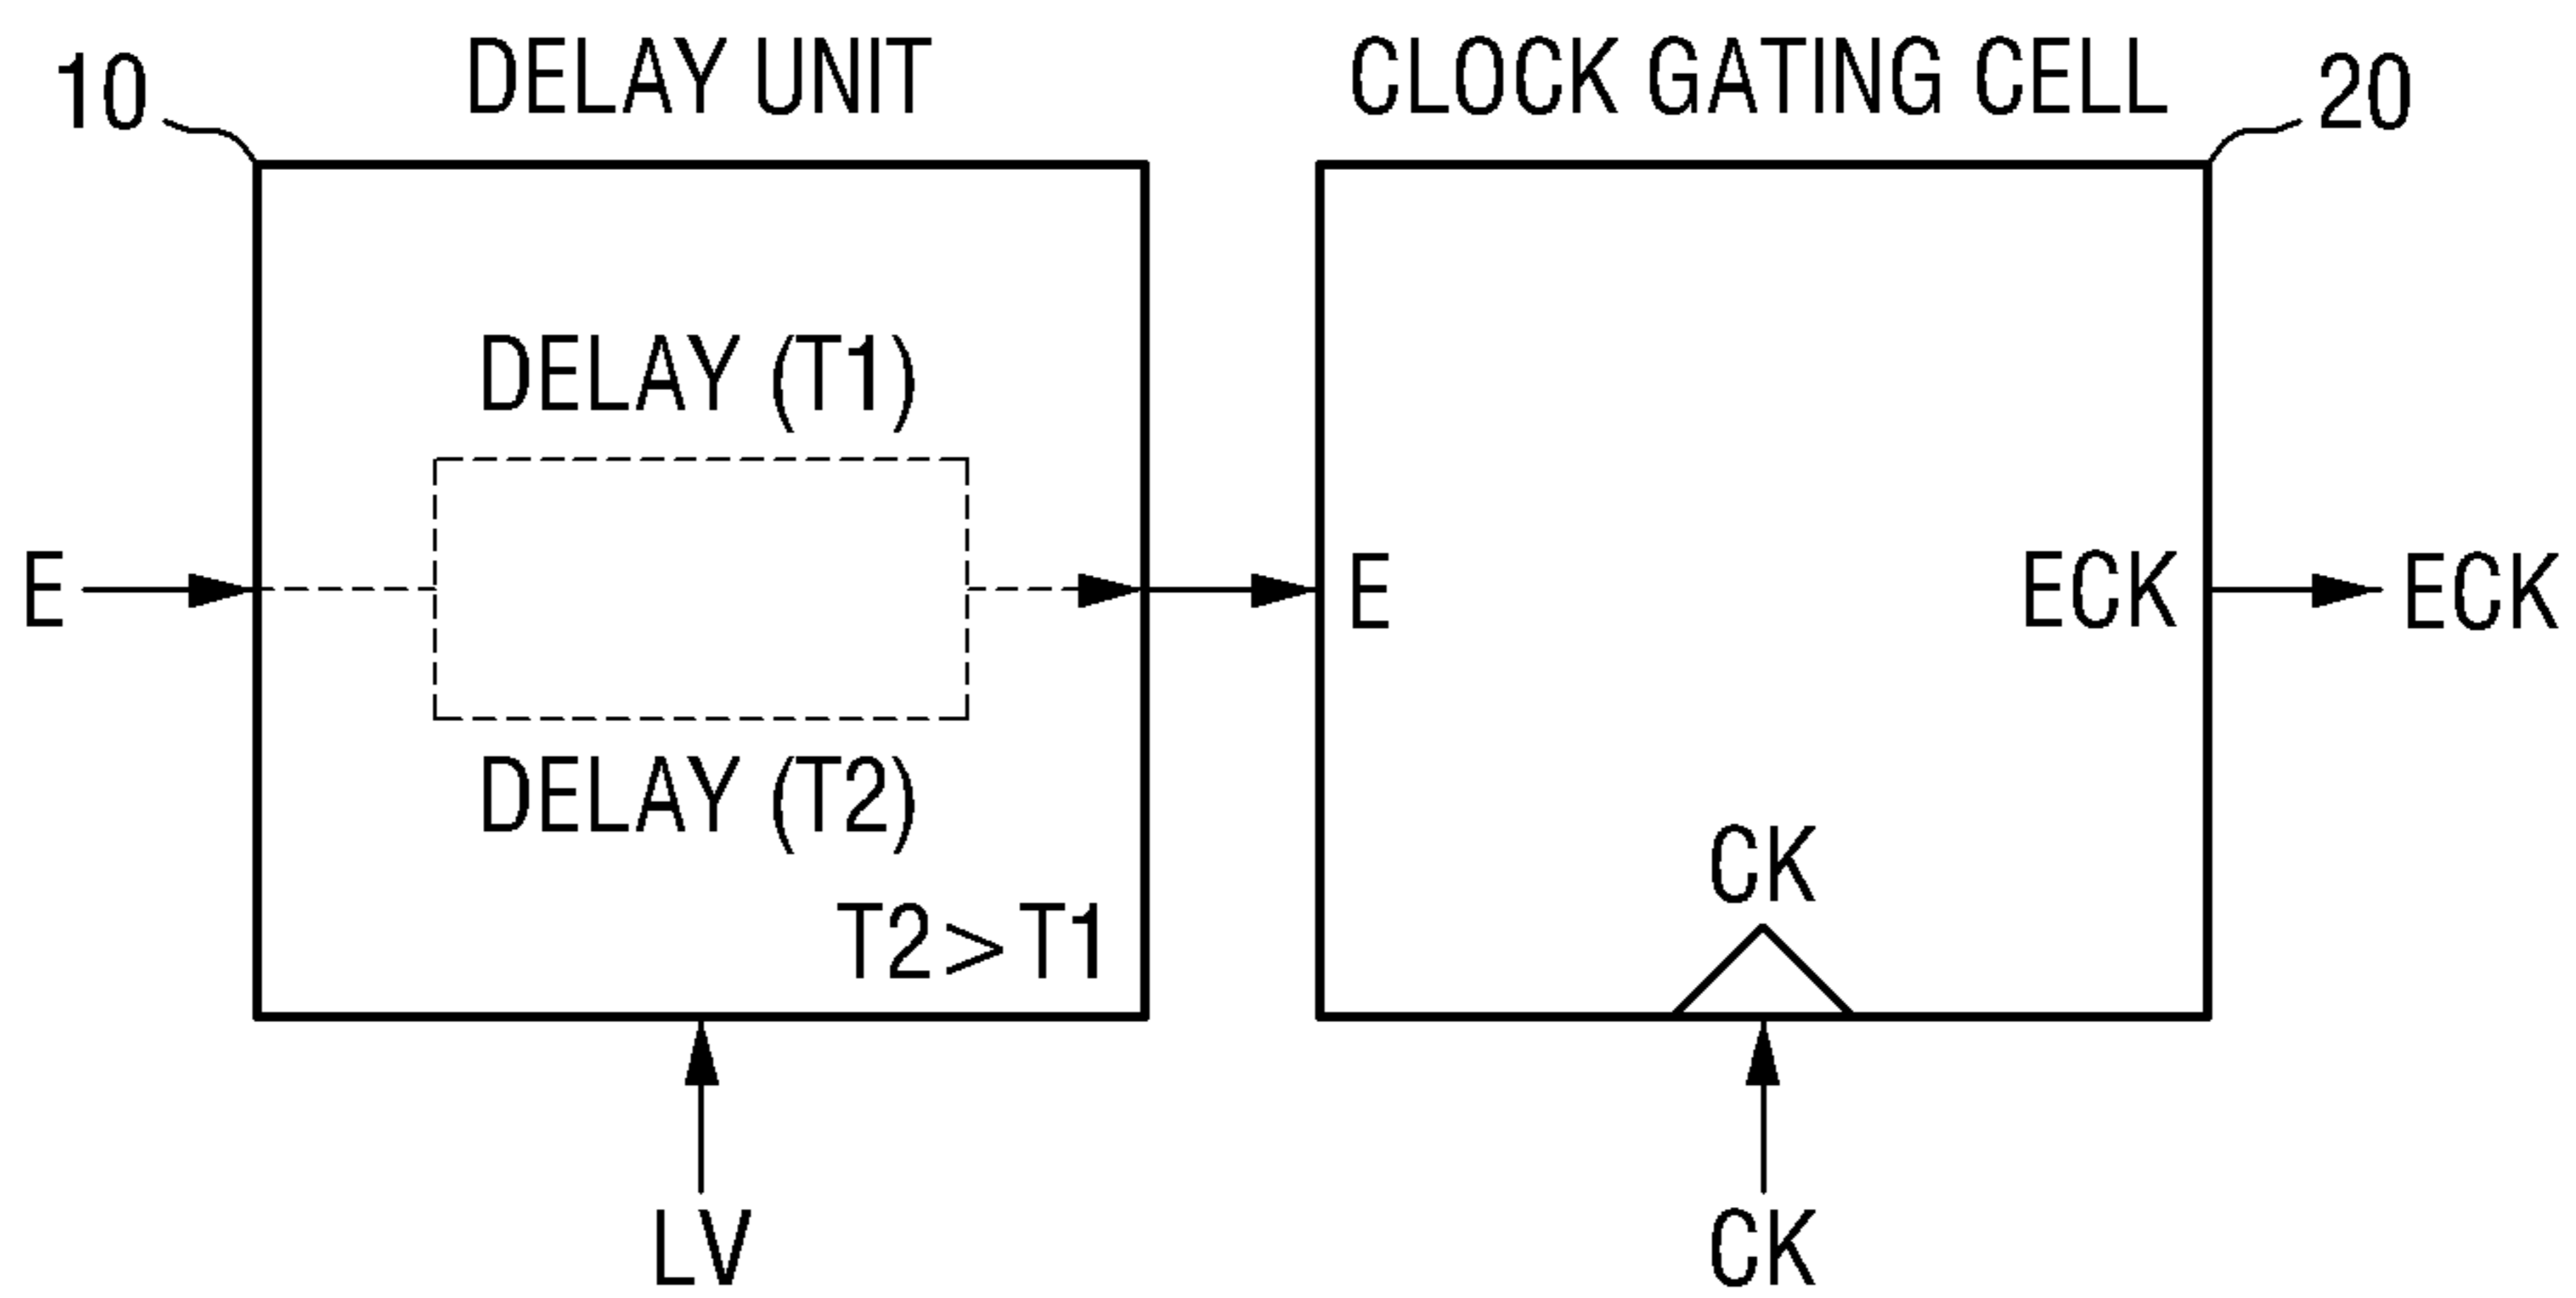 10
DELAY UNIT
CLOCK GATING CELL
20
DELAY (T1)
E
E
ECK
ECK
DELAY (T2)
T2>T1
CK
LV
CK